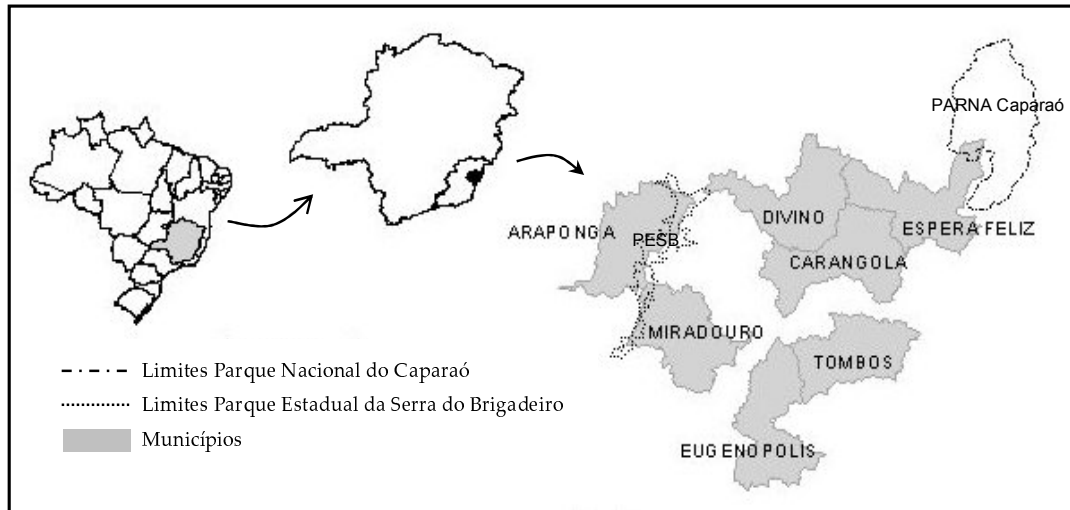 PARNA Caparaó
ARAPONGA
PESB
DIVINO
ESPERA FELIZ
CARANGOLA
MIRADOURO
TOMBOS
EUGENOPOLIS
Limites Parque Nacional do Caparaó
Limites Parque Estadual da Serra do Brigadeiro
Municípios